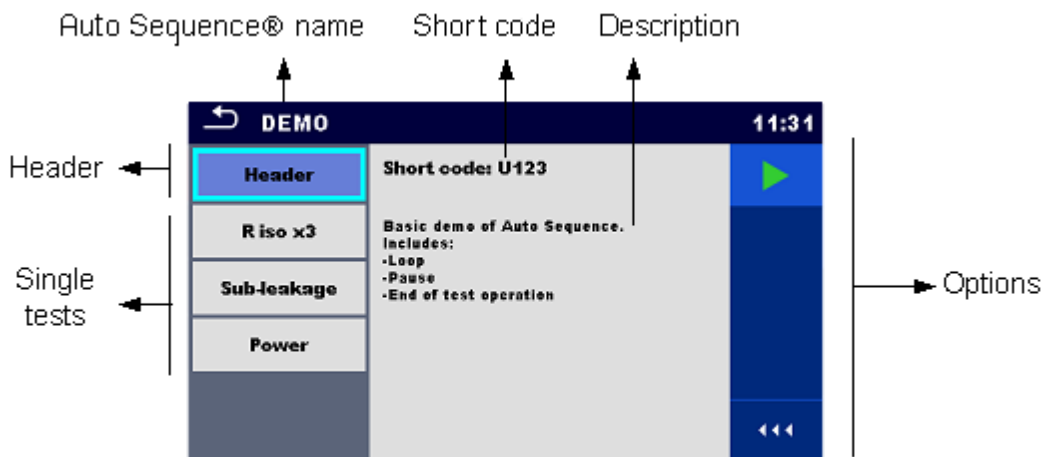 Auto Sequence® name Short code Description
DEMO 11:31
Header
Header
Short code: U123
R iso x3
Basic demo of Auto Sequence.
Includes:
-Loop
-Pause
-End of test operation
Single
tests
Sub-leakage
Power
Options